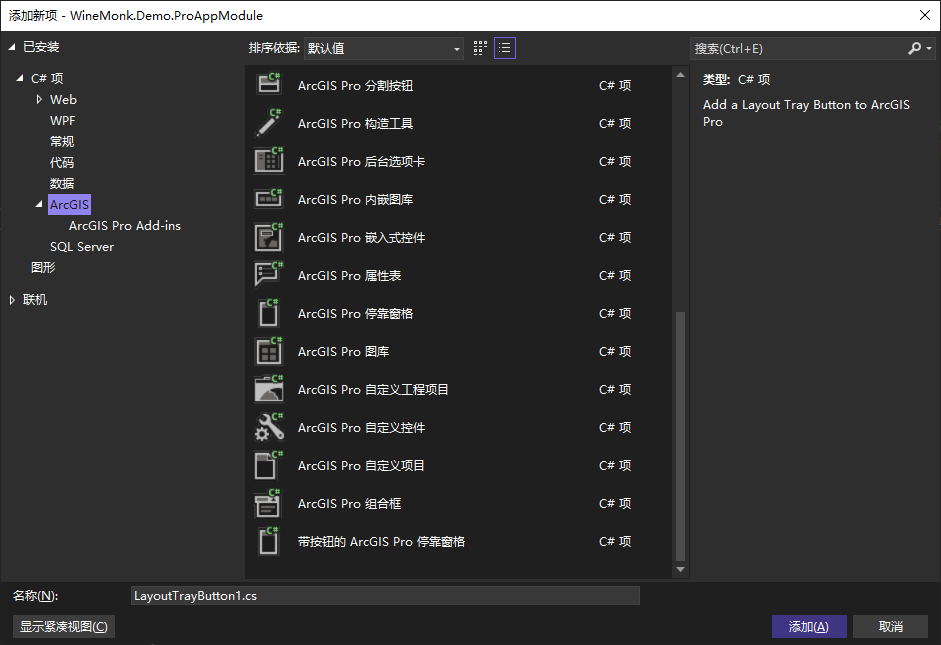 添加新项 - WineMonk.Demo.ProAppModule
已安装
排序依据: 默认值
搜索(Ctrl+E)
C# 项
Web
WPF
常规
代码
数据
ArcGIS
ArcGIS Pro Add-ins
SQL Server
图形
联机
ArcGIS Pro 分割按钮 C# 项
ArcGIS Pro 构造工具 C# 项
ArcGIS Pro 后台选项卡 C# 项
ArcGIS Pro 内嵌图库 C# 项
ArcGIS Pro 嵌入式控件 C# 项
ArcGIS Pro 属性表 C# 项
ArcGIS Pro 停靠窗格 C# 项
ArcGIS Pro 图库 C# 项
ArcGIS Pro 自定义工程项目 C# 项
ArcGIS Pro 自定义控件 C# 项
ArcGIS Pro 自定义项目 C# 项
ArcGIS Pro 组合框 C# 项
带按钮的 ArcGIS Pro 停靠窗格 C# 项
类型: C# 项
Add a Layout Tray Button to ArcGIS
Pro
名称(N): LayoutTrayButton1.cs
显示紧凑视图(C) 添加(A) 取消